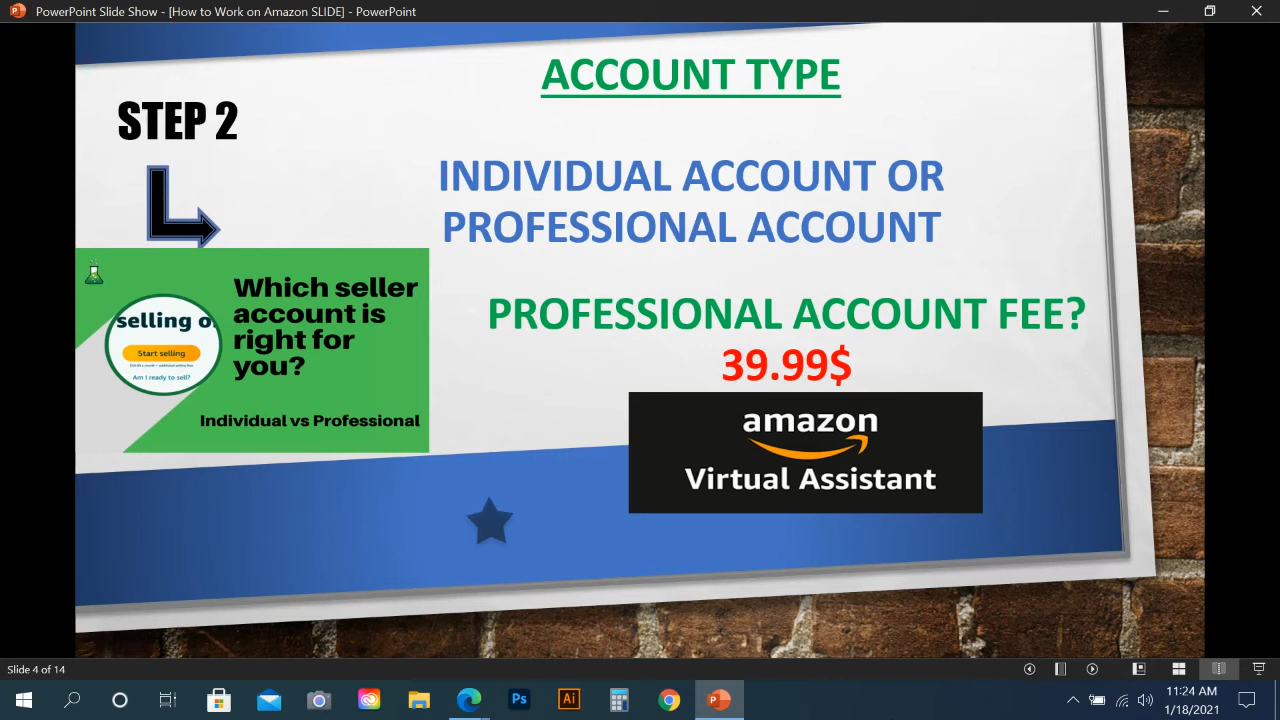 PowerPoint Slide Show - [How to Work on Amazon SLIDE] - PowerPoint
ACCOUNT TYPE
STEP 2
INDIVIDUAL ACCOUNT OR
PROFESSIONAL ACCOUNT
Which seller
account is
right for
you?
selling o
Start selling
Am I ready to sell?
Individual vs Professional
PROFESSIONAL ACCOUNT FEE?
39.99$
amazon
Virtual Assistant
Slide 4 of 14
Ps
Ai
11:24 AM
1/18/2021